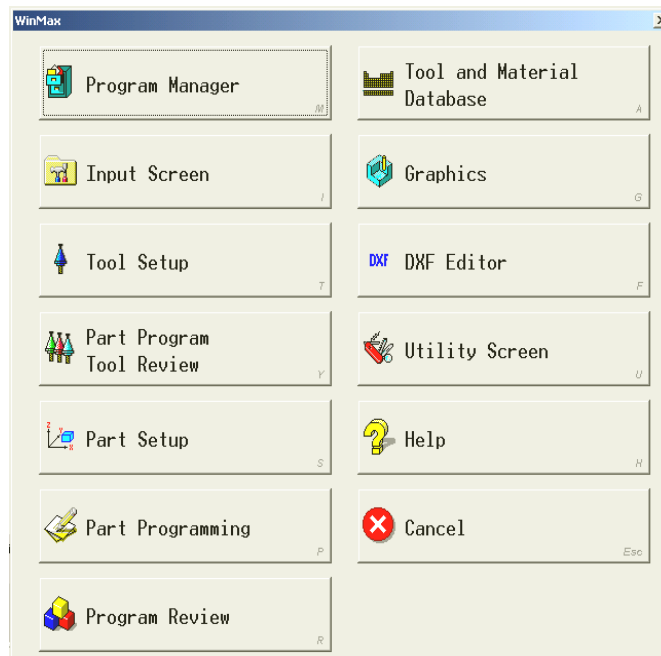 WinMax
Program Manager
M
Tool and Material
Database
A
Input Screen
I
Graphics
G
Tool Setup
T
DXF
DXF Editor
F
Part Program
Tool Review
Y
Utility Screen
U
Z
Y
X
Part Setup
S
Help
H
Part Programming
P
Cancel
Esc
Program Review
R